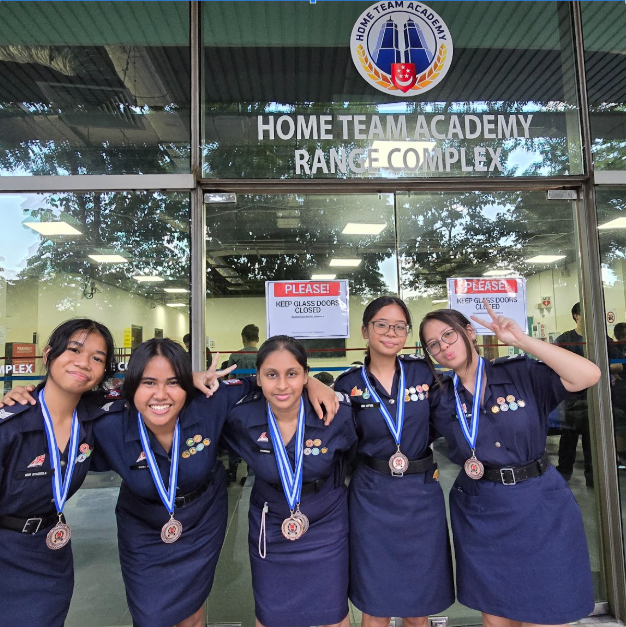 HOME TEAM ACADEMY
HOME TEAM ACADEMY
RANGE COMPLEX
PLEASE!
KEEP GLASS DOORS
CLOSED
PLEASE!
KEEP GLASS DOORS
CLOSED